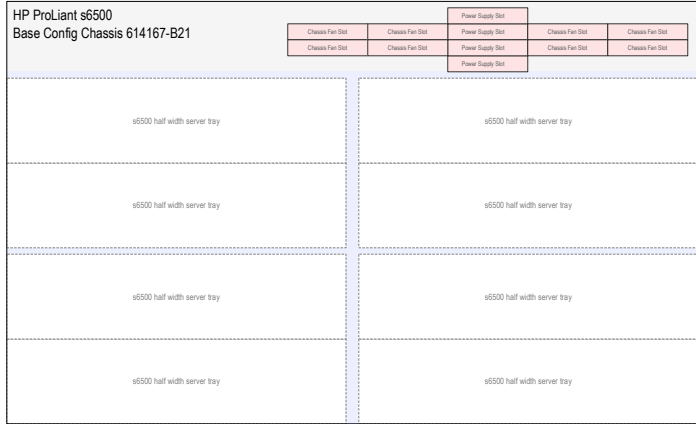 HP ProLiant s6500
Base Config Chassis 614167-B21
Power Supply Slot
Chassis Fan Slot Chassis Fan Slot Power Supply Slot Chassis Fan Slot Chassis Fan Slot
Chassis Fan Slot Chassis Fan Slot Power Supply Slot Chassis Fan Slot Chassis Fan Slot
Power Supply Slot
s6500 half width server tray s6500 half width server tray
s6500 half width server tray s6500 half width server tray
s6500 half width server tray s6500 half width server tray
s6500 half width server tray s6500 half width server tray